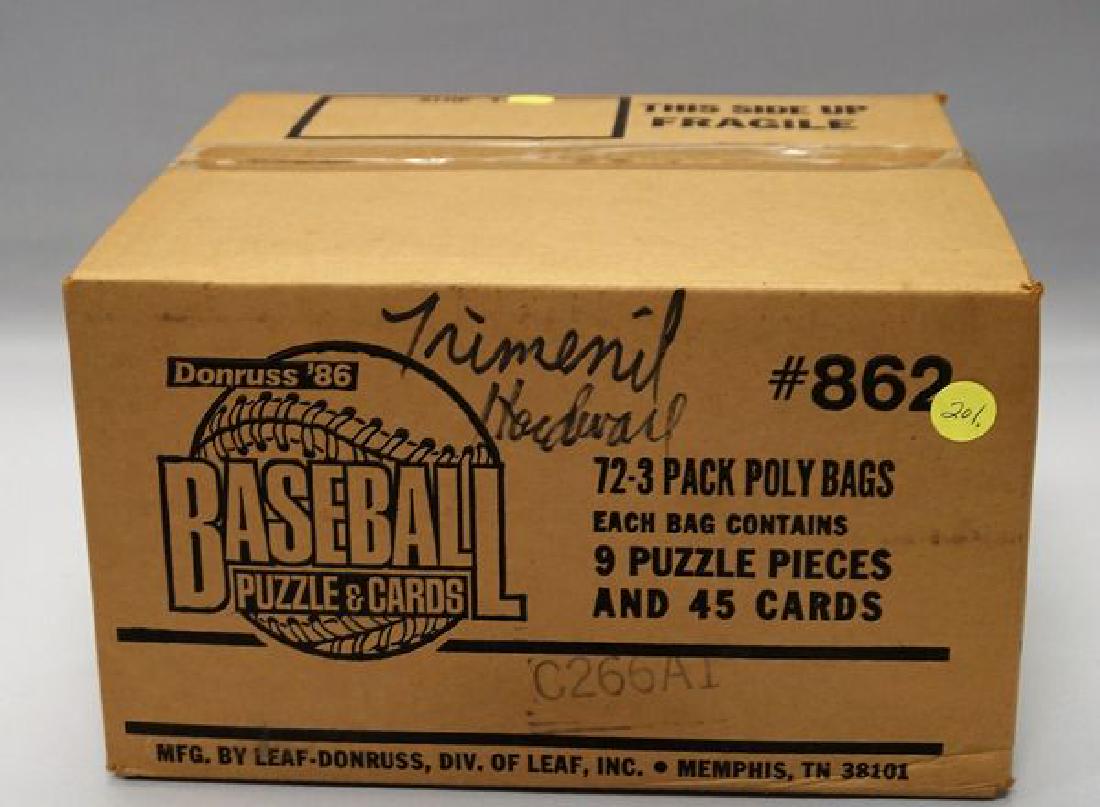 THIS SIDE UP
FRAGILE
Trimenil
Hardware
Donruss '86
BASEBALL
PUZZLE & CARDS
#862
201.
72-3 PACK POLY BAGS
EACH BAG CONTAINS
9 PUZZLE PIECES
AND 45 CARDS
C266A1
MFG. BY LEAF-DONRUSS, DIV. OF LEAF, INC. • MEMPHIS, TN 38101